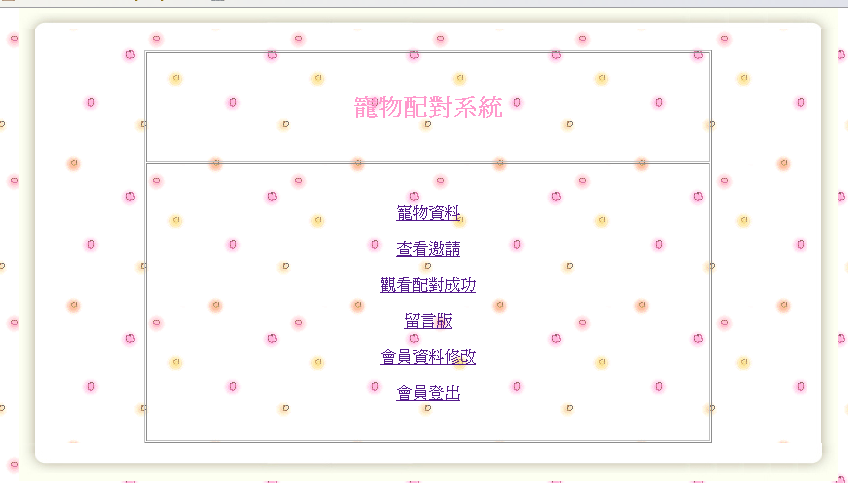 寵物配對系統
寵物資料
查看邀請
觀看配對成功
留言版
會員資料修改
會員登出